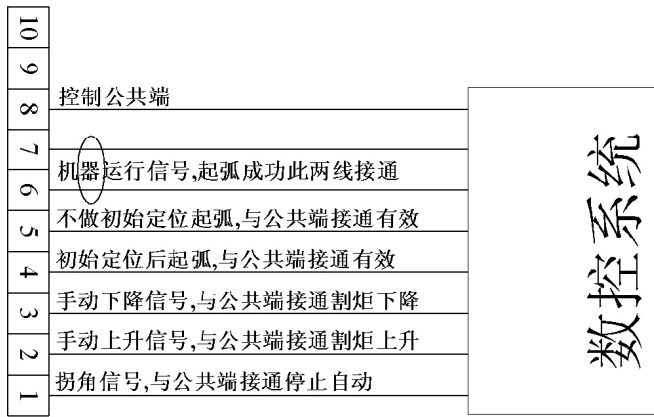 10
9
8
控制公共端
7
机器运行信号,起弧成功此两线接通
6
不做初始定位起弧,与公共端接通有效
5
初始定位后起弧,与公共端接通有效
4
手动下降信号,与公共端接通割炬下降
3
手动上升信号,与公共端接通割炬上升
2
拐角信号,与公共端接通停止自动
1
数控系统